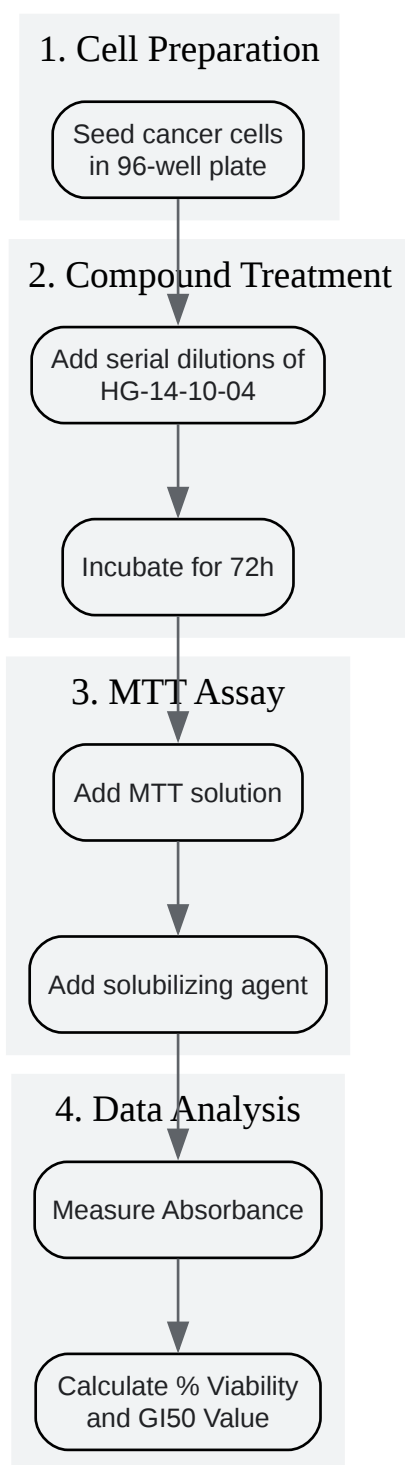 1. Cell Preparation
Seed cancer cells
in 96-well plate
2. Compound Treatment
Add serial dilutions of
HG-14-10-04
Incubate for 72h
3. MTT Assay
Add MTT solution
Add solubilizing agent
4. Data Analysis
Measure Absorbance
Calculate % Viability
and GI50 Value